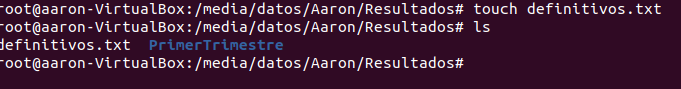 root@aaron-VirtualBox:/media/datos/Aaron/Resultados# touch definitivos.txt
root@aaron-VirtualBox:/media/datos/Aaron/Resultados# ls
definitivos.txt  PrimerTrimestre
root@aaron-VirtualBox:/media/datos/Aaron/Resultados#